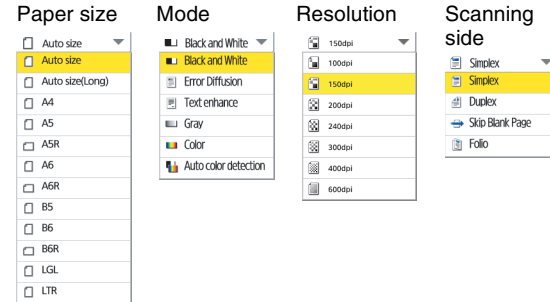 Paper size
Auto size
Auto size
Auto size(Long)
A4
A5
A5R
A6
A6R
B5
B6
B6R
LGL
LTR
Mode
Black and White
Black and White
Error Diffusion
Text enhance
Gray
Color
Auto color detection
Resolution
150dpi
100dpi
150dpi
200dpi
240dpi
300dpi
400dpi
600dpi
Scanning
side
Simplex
Simplex
Duplex
Skip Blank Page
Folio